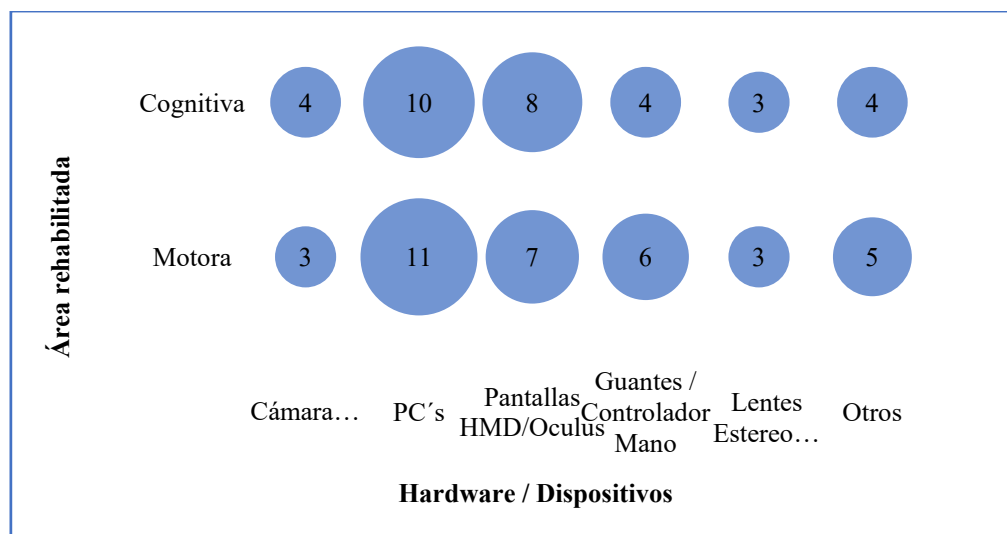 Cognitiva
4
10
8
4
3
4
Motora
3
11
7
6
3
5
Área rehabilitada
Cámara…
PC´s
Pantallas
HMD/Oculus
Guantes /
Controlador
Mano
Lentes
Estereo…
Otros
Hardware / Dispositivos